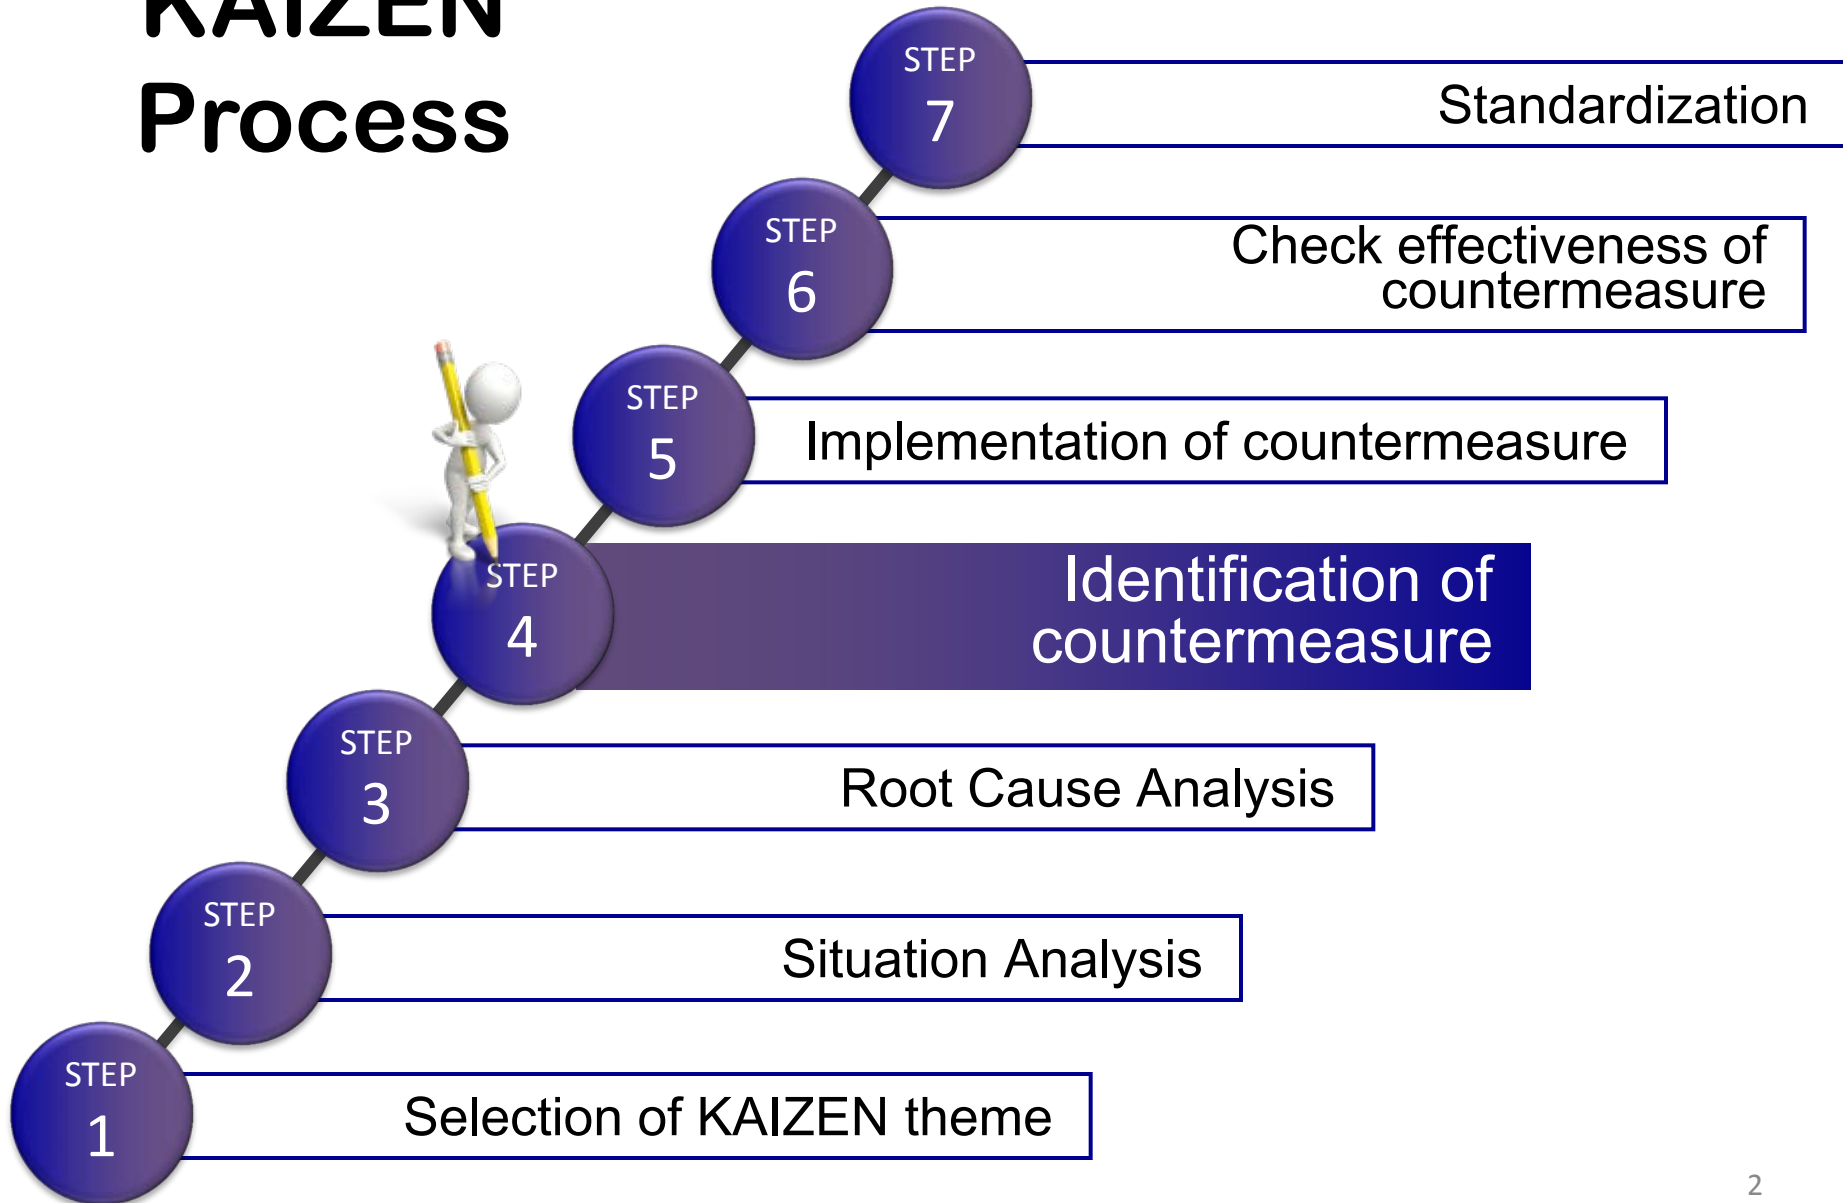 KAIZEN
Process
STEP
7
Standardization
STEP
6
Check effectiveness of
countermeasure
STEP
5
Implementation of countermeasure
STEP
4
Identification of
countermeasure
STEP
3
Root Cause Analysis
STEP
2
Situation Analysis
STEP
1
Selection of KAIZEN theme
2